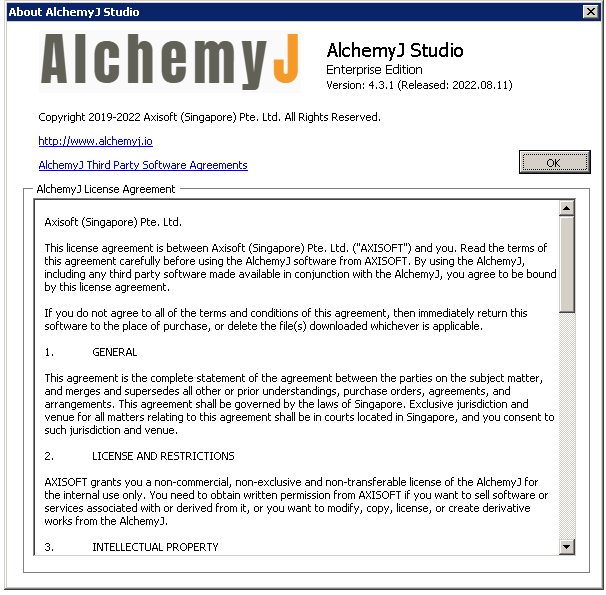 About AlchemyJ Studio
AlchemyJ
AlchemyJ Studio
Enterprise Edition
Version: 4.3.1 (Released: 2022.08.11)
Copyright 2019-2022 Axisoft (Singapore) Pte. Ltd. All Rights Reserved.
http://www.alchemyj.io
AlchemyJ Third Party Software Agreements
OK
AlchemyJ License Agreement
Axisoft (Singapore) Pte. Ltd.
This license agreement is between Axisoft (Singapore) Pte. Ltd. ("AXISOFT") and you. Read the terms of
this agreement carefully before using the AlchemyJ software from AXISOFT. By using the AlchemyJ,
including any third party software made available in conjunction with the AlchemyJ, you agree to be bound
by this license agreement.
If you do not agree to all of the terms and conditions of this agreement, then immediately return this
software to the place of purchase, or delete the file(s) downloaded whichever is applicable.
1. GENERAL
This agreement is the complete statement of the agreement between the parties on the subject matter,
and merges and supersedes all other or prior understandings, purchase orders, agreements, and
arrangements. This agreement shall be governed by the laws of Singapore. Exclusive jurisdiction and
venue for all matters relating to this agreement shall be in courts located in Singapore, and you consent to
such jurisdiction and venue.
2. LICENSE AND RESTRICTIONS
AXISOFT grants you a non-commercial, non-exclusive and non-transferable license of the AlchemyJ for
the internal use only. You need to obtain written permission from AXISOFT if you want to sell software or
services associated with or derived from it, or you want to modify, copy, license, or create derivative
works from the AlchemyJ.
3. INTELLECTUAL PROPERTY